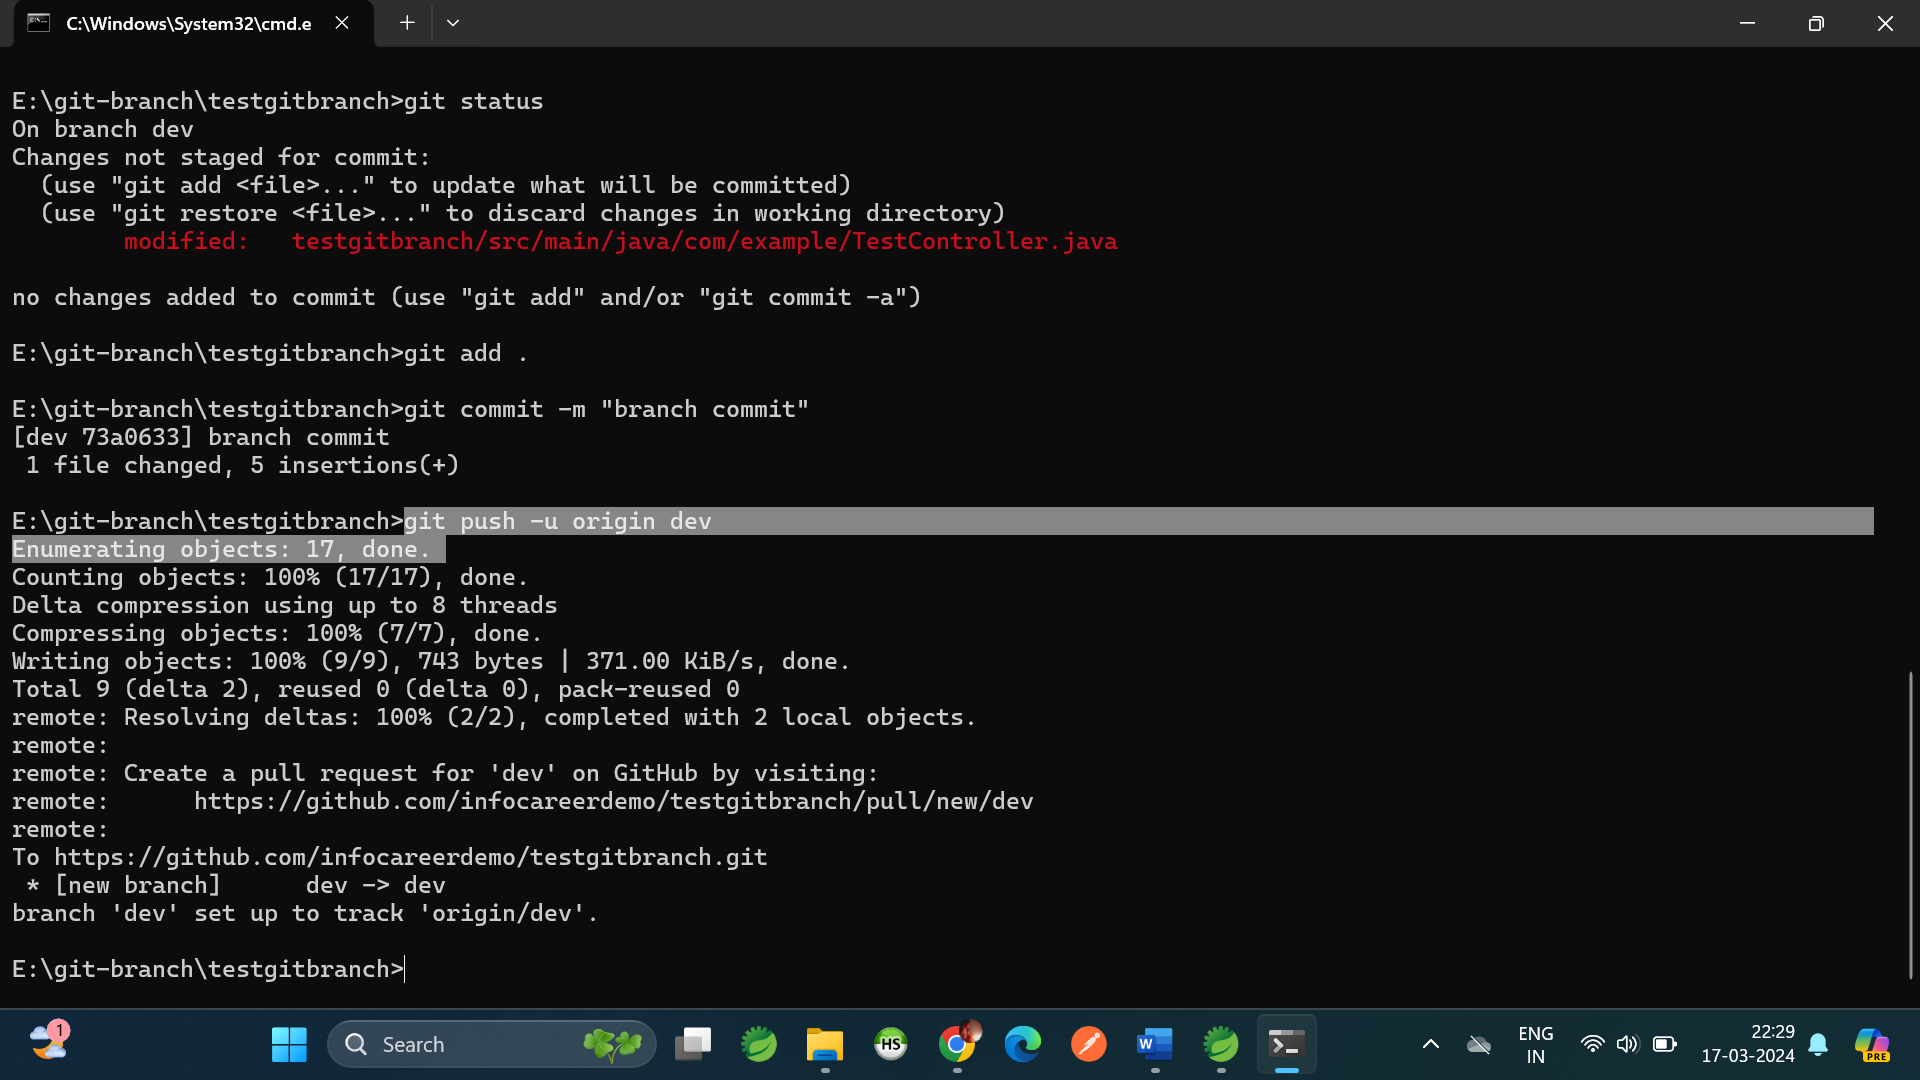 C:\Windows\System32\cmd.e
E:\git-branch\testgitbranch>git status
On branch dev
Changes not staged for commit:
  (use "git add <file>..." to update what will be committed)
  (use "git restore <file>..." to discard changes in working directory)
        modified:   testgitbranch/src/main/java/com/example/TestController.java
no changes added to commit (use "git add" and/or "git commit -a")
E:\git-branch\testgitbranch>git add .
E:\git-branch\testgitbranch>git commit -m "branch commit"
[dev 73a0633] branch commit
 1 file changed, 5 insertions(+)
E:\git-branch\testgitbranch>git push -u origin dev
Enumerating objects: 17, done.
Counting objects: 100% (17/17), done.
Delta compression using up to 8 threads
Compressing objects: 100% (7/7), done.
Writing objects: 100% (9/9), 743 bytes | 371.00 KiB/s, done.
Total 9 (delta 2), reused 0 (delta 0), pack-reused 0
remote: Resolving deltas: 100% (2/2), completed with 2 local objects.
remote:
remote: Create a pull request for 'dev' on GitHub by visiting:
remote:      https://github.com/infocareerdemo/testgitbranch/pull/new/dev
remote:
To https://github.com/infocareerdemo/testgitbranch.git
 * [new branch]      dev -> dev
branch 'dev' set up to track 'origin/dev'.
E:\git-branch\testgitbranch>
1
Search
HS
W
ENG
IN
22:29
17-03-2024
PRE